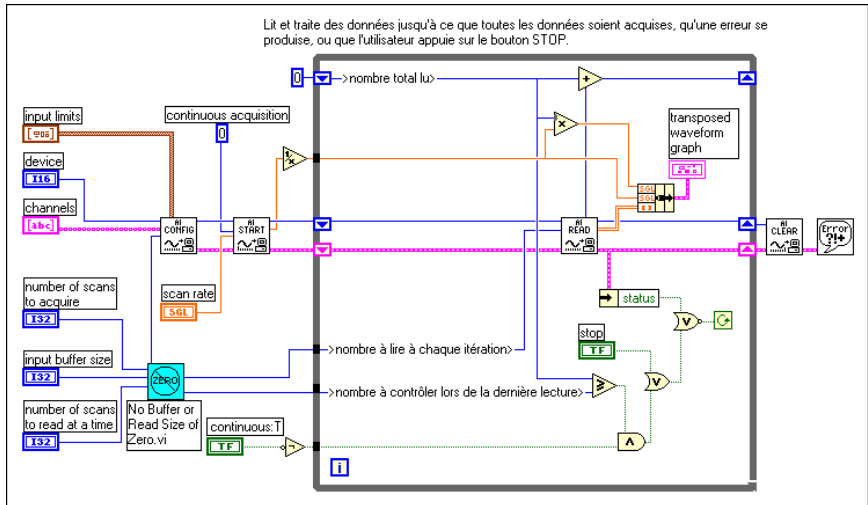 Lit et traite des données jusqu'à ce que toutes les données soient acquises, qu'une erreur se
produise, ou que l'utilisateur appuie sur le bouton STOP.
0
>nombre total lu>
+
input limits
continuous acquisition
0
x
transposed
waveform
graph
device
I16
1/x
SGL
SGL
channels
[abc]
AI
CONFIG
AI
START
AI
READ
AI
CLEAR
Error
?!+
number of scans
to acquire
I32
scan rate
SGL
status
V
stop
TF
input buffer size
I32
ZERO
>nombre à lire à chaque itération>
V
>nombre à contrôler lors de la dernière lecture>
≥
number of scans
to read at a time
I32
No Buffer or
Read Size of
Zero.vi
continuous:T
TF
¬
Λ
i